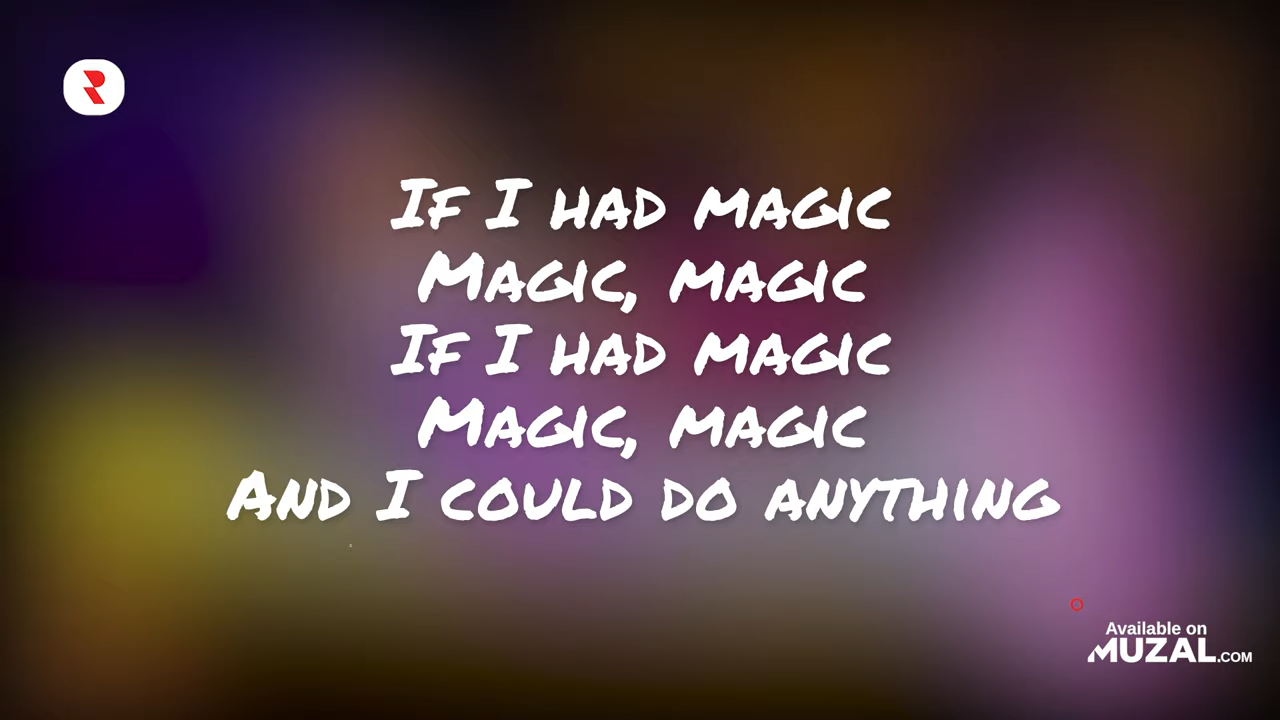 If I had magic
Magic, magic
If I had magic
Magic, magic
And I could do anything
Available on
MUZAL.COM